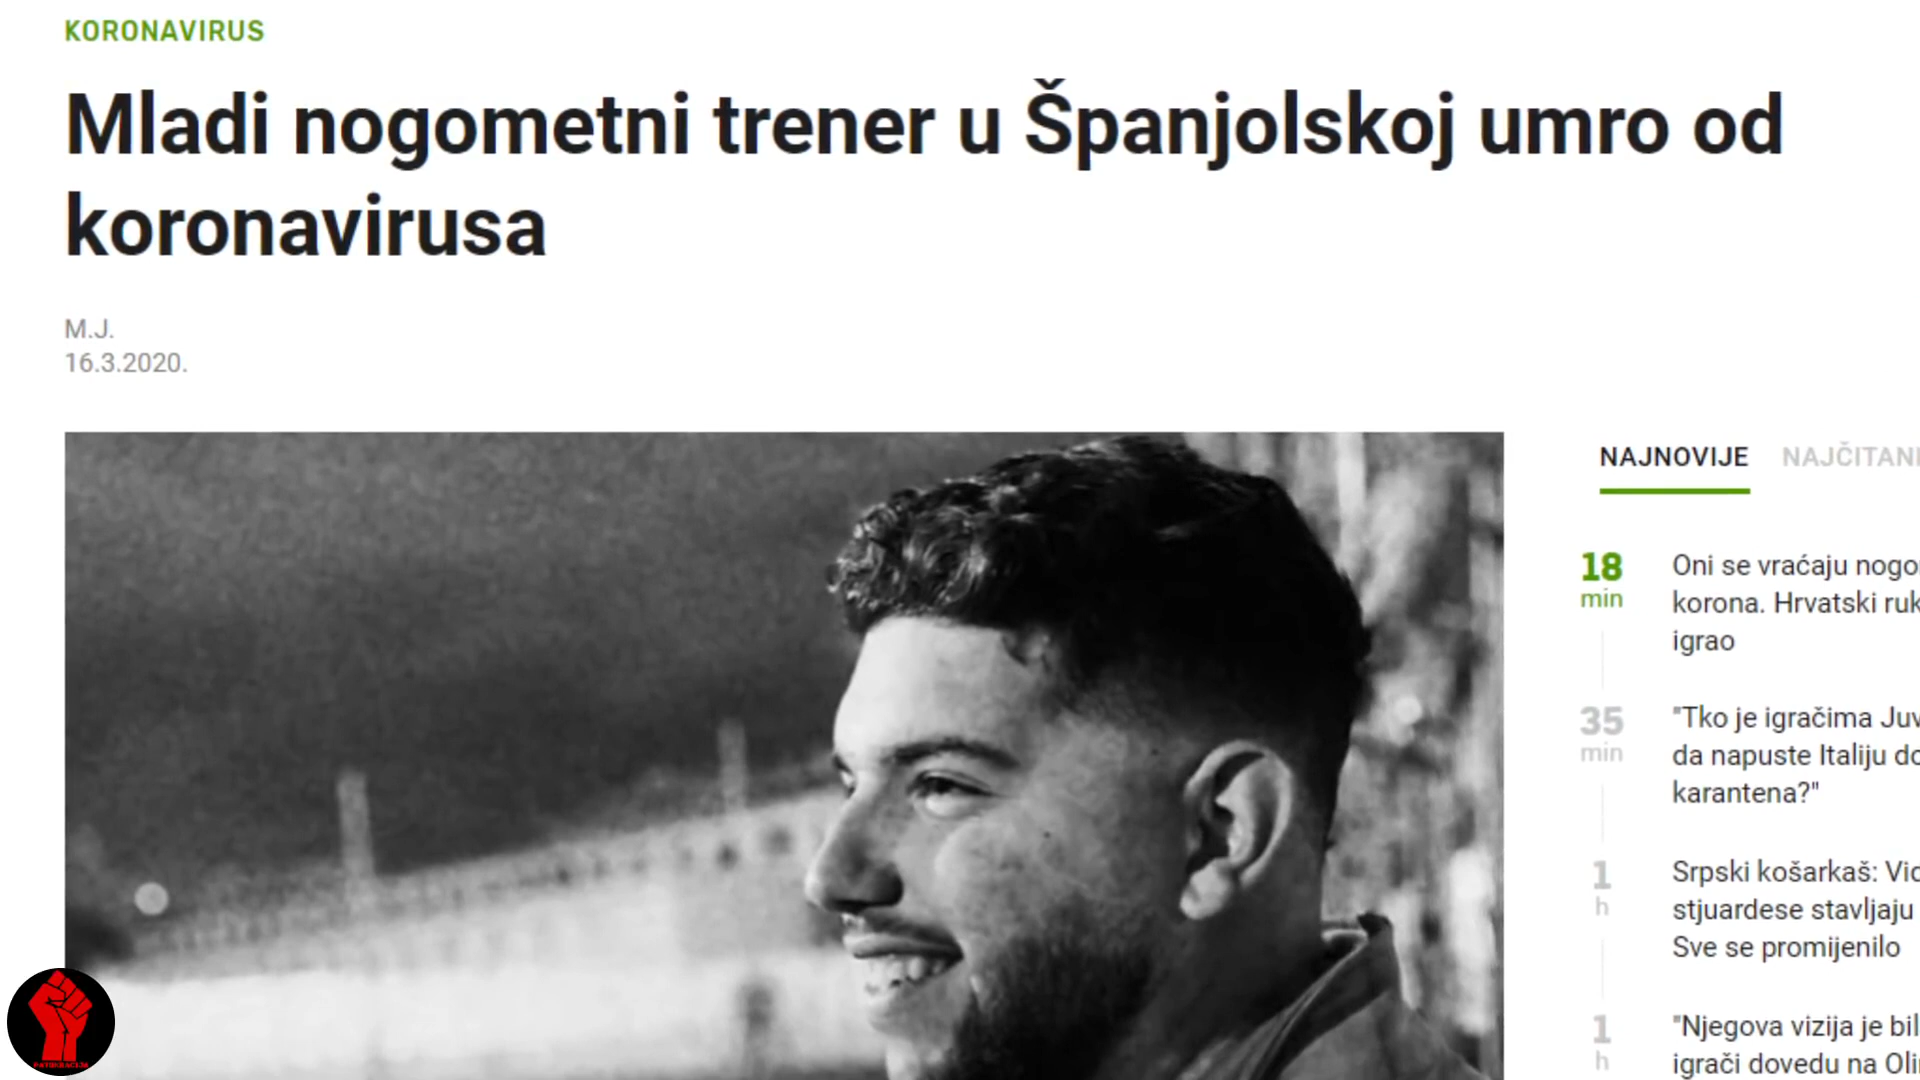 KORONAVIRUS
Mladi nogometni trener u Španjolskoj umro od
koronavirusa
M.J.
16.3.2020.
NAJNOVIJE
18
min
Oni se vraćaju
korona. Hrvatski
igrao
35
min
"Tko je igračima
da napuste Italiju
karantena?"
1
h
Srpski košarkaš:
stjuardese stavljaju
Sve se promijenilo
1
h
"Njegova vizija je
igrači dovedu na